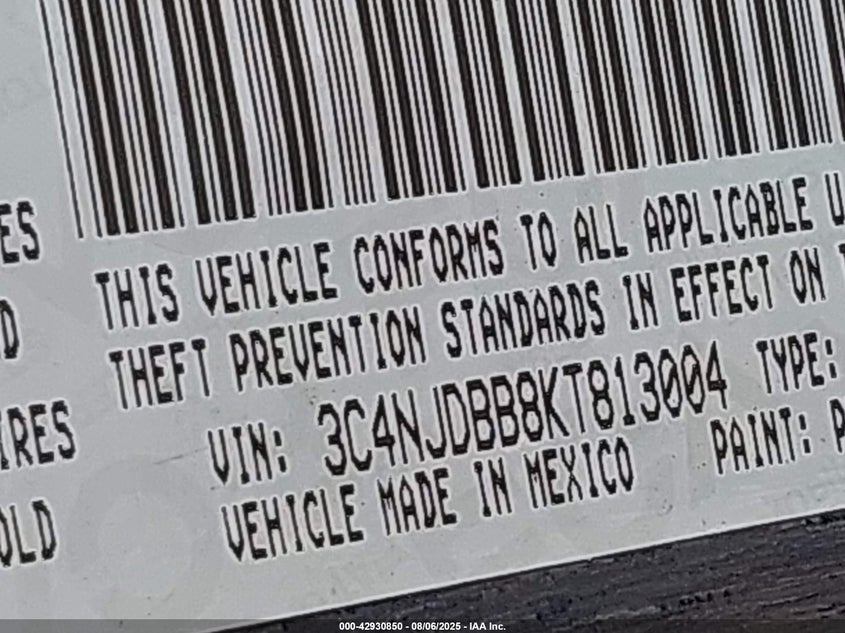 ES
THIS VEHICLE CONFORMS TO ALL APPLICABLE U
D
THEFT PREVENTION STANDARDS IN EFFECT ON T
IRES
VIN: 3C4NJDBB8KT813004 TYPE:
OLD
VEHICLE MADE IN MEXICO PAINT: P
000-42930850 - 08/06/2025 - IAA Inc.